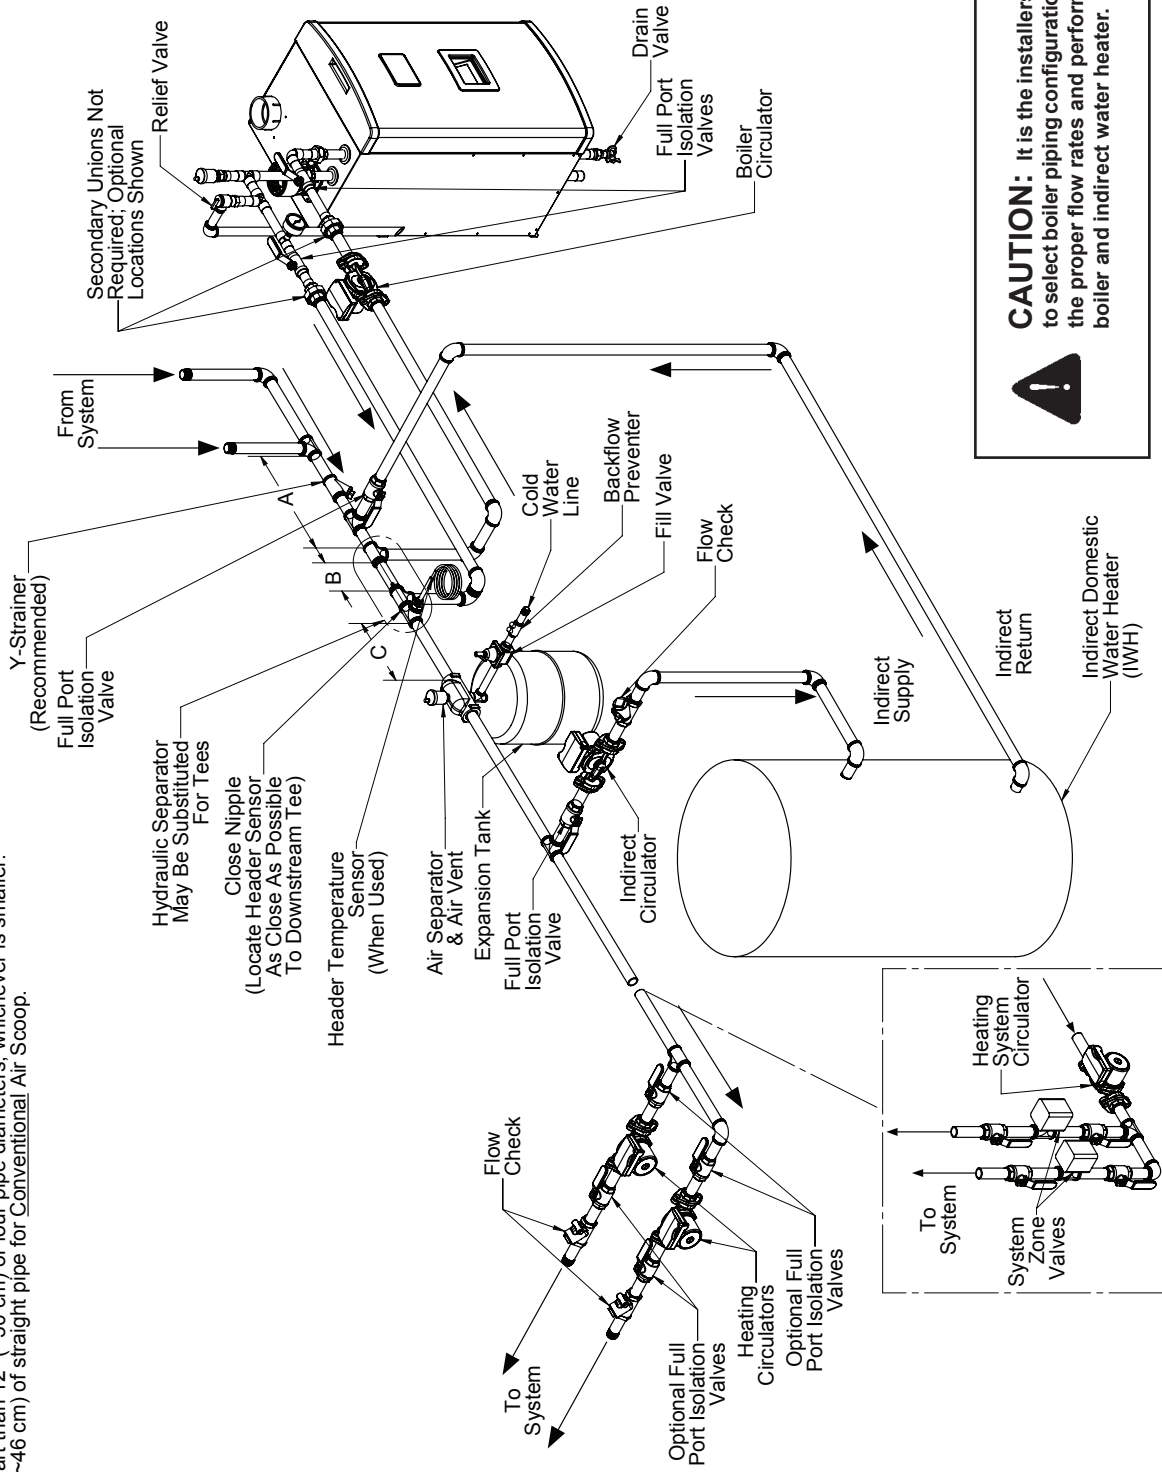 art than 12" (~30 cm) or four pipe diameters, whichever is smaller.
~46 cm) of straight pipe for Conventional Air Scoop.
Y-Strainer
(Recommended)
Full Port
Isolation
Valve
From
System
Secondary Unions Not
Required; Optional
Locations Shown
Relief Valve
Drain
Valve
Full Port
Isolation
Valves
Boiler
Circulator
A
B
C
Hydraulic Separator
May Be Substituted
For Tees
Close Nipple
(Locate Header Sensor
As Close As Possible
To Downstream Tee)
Header Temperature
Sensor
(When Used)
Air Separator
& Air Vent
Expansion Tank
Full Port
Isolation
Valve
Indirect
Circulator
Cold
Water
Line
Backflow
Preventer
Fill Valve
Flow
Check
Indirect
Supply
Indirect
Return
Indirect Domestic
Water Heater
(IWH)
Flow
Check
To
System
Optional Full
Port Isolation
Valves
Heating
Circulators
Optional Full
Port Isolation
Valves
To
System
System
Zone
Valves
Heating
System
Circulator
CAUTION: It is the installers
to select boiler piping configuratio
the proper flow rates and perform
boiler and indirect water heater.